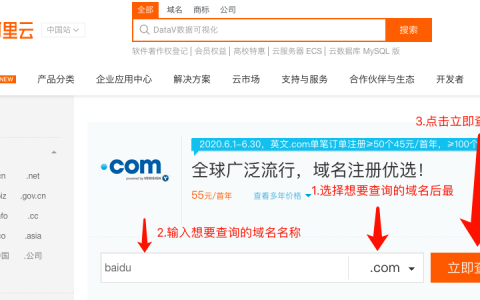 全部 域名 商标 公司
里云 中国站
DataV数据可视化 搜索
软件著作权登记 | 会员权益 | 高校特惠 | 云服务器 ECS | 云数据库 MySQL 版
NEW 产品分类 企业应用中心 解决方案 云市场 支持与服务 合作伙伴与生态 开发者
3.点击立即查
2020.6.1–6.30，英文.com单笔订单注册≥50个45元/首年，≥100个
.com
全球广泛流行，域名注册优选！
55元/首年 查看多年价格
1.选择想要查询的域名后最
.net
.gov.cn
.cc
.asia
.公司
2.输入想要查询的域名名称
baidu .com 立即查